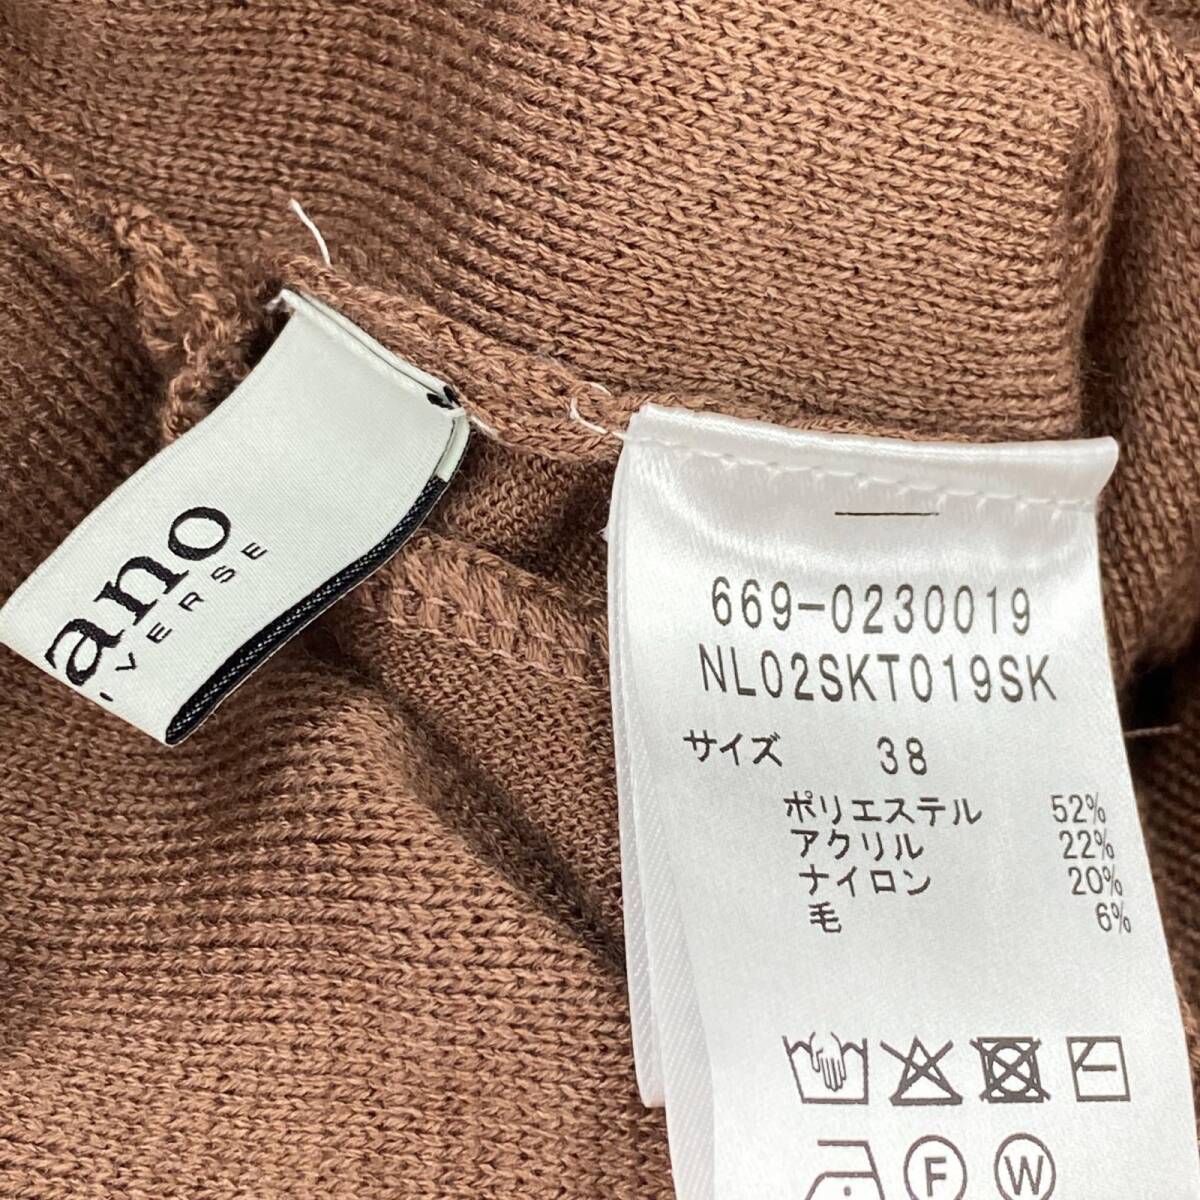 ano
VERSE
669-0230019
NL02SKT019SK
サイズ 38
ポリエステル 52%
アクリル 22%
ナイロン 20%
毛 6%
F W